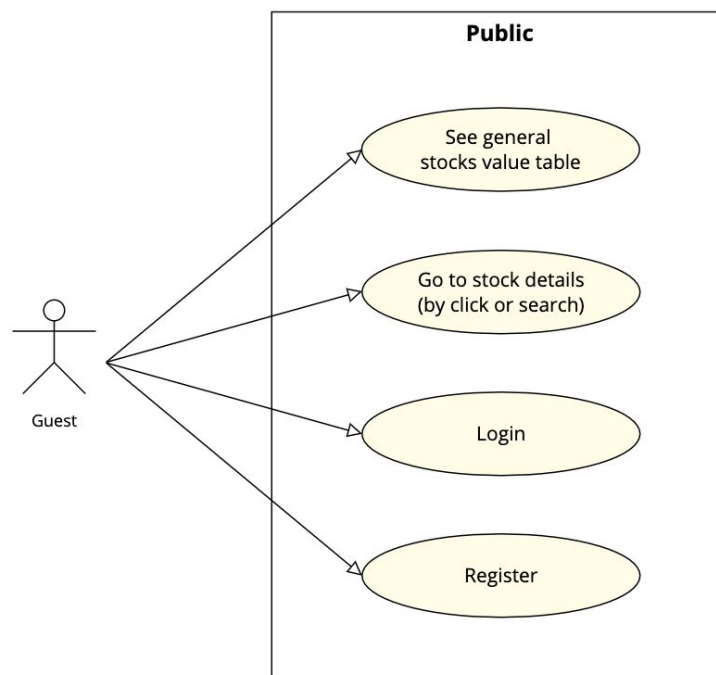 Public
See general
stocks value table
Go to stock details
(by click or search)
Guest
Login
Register